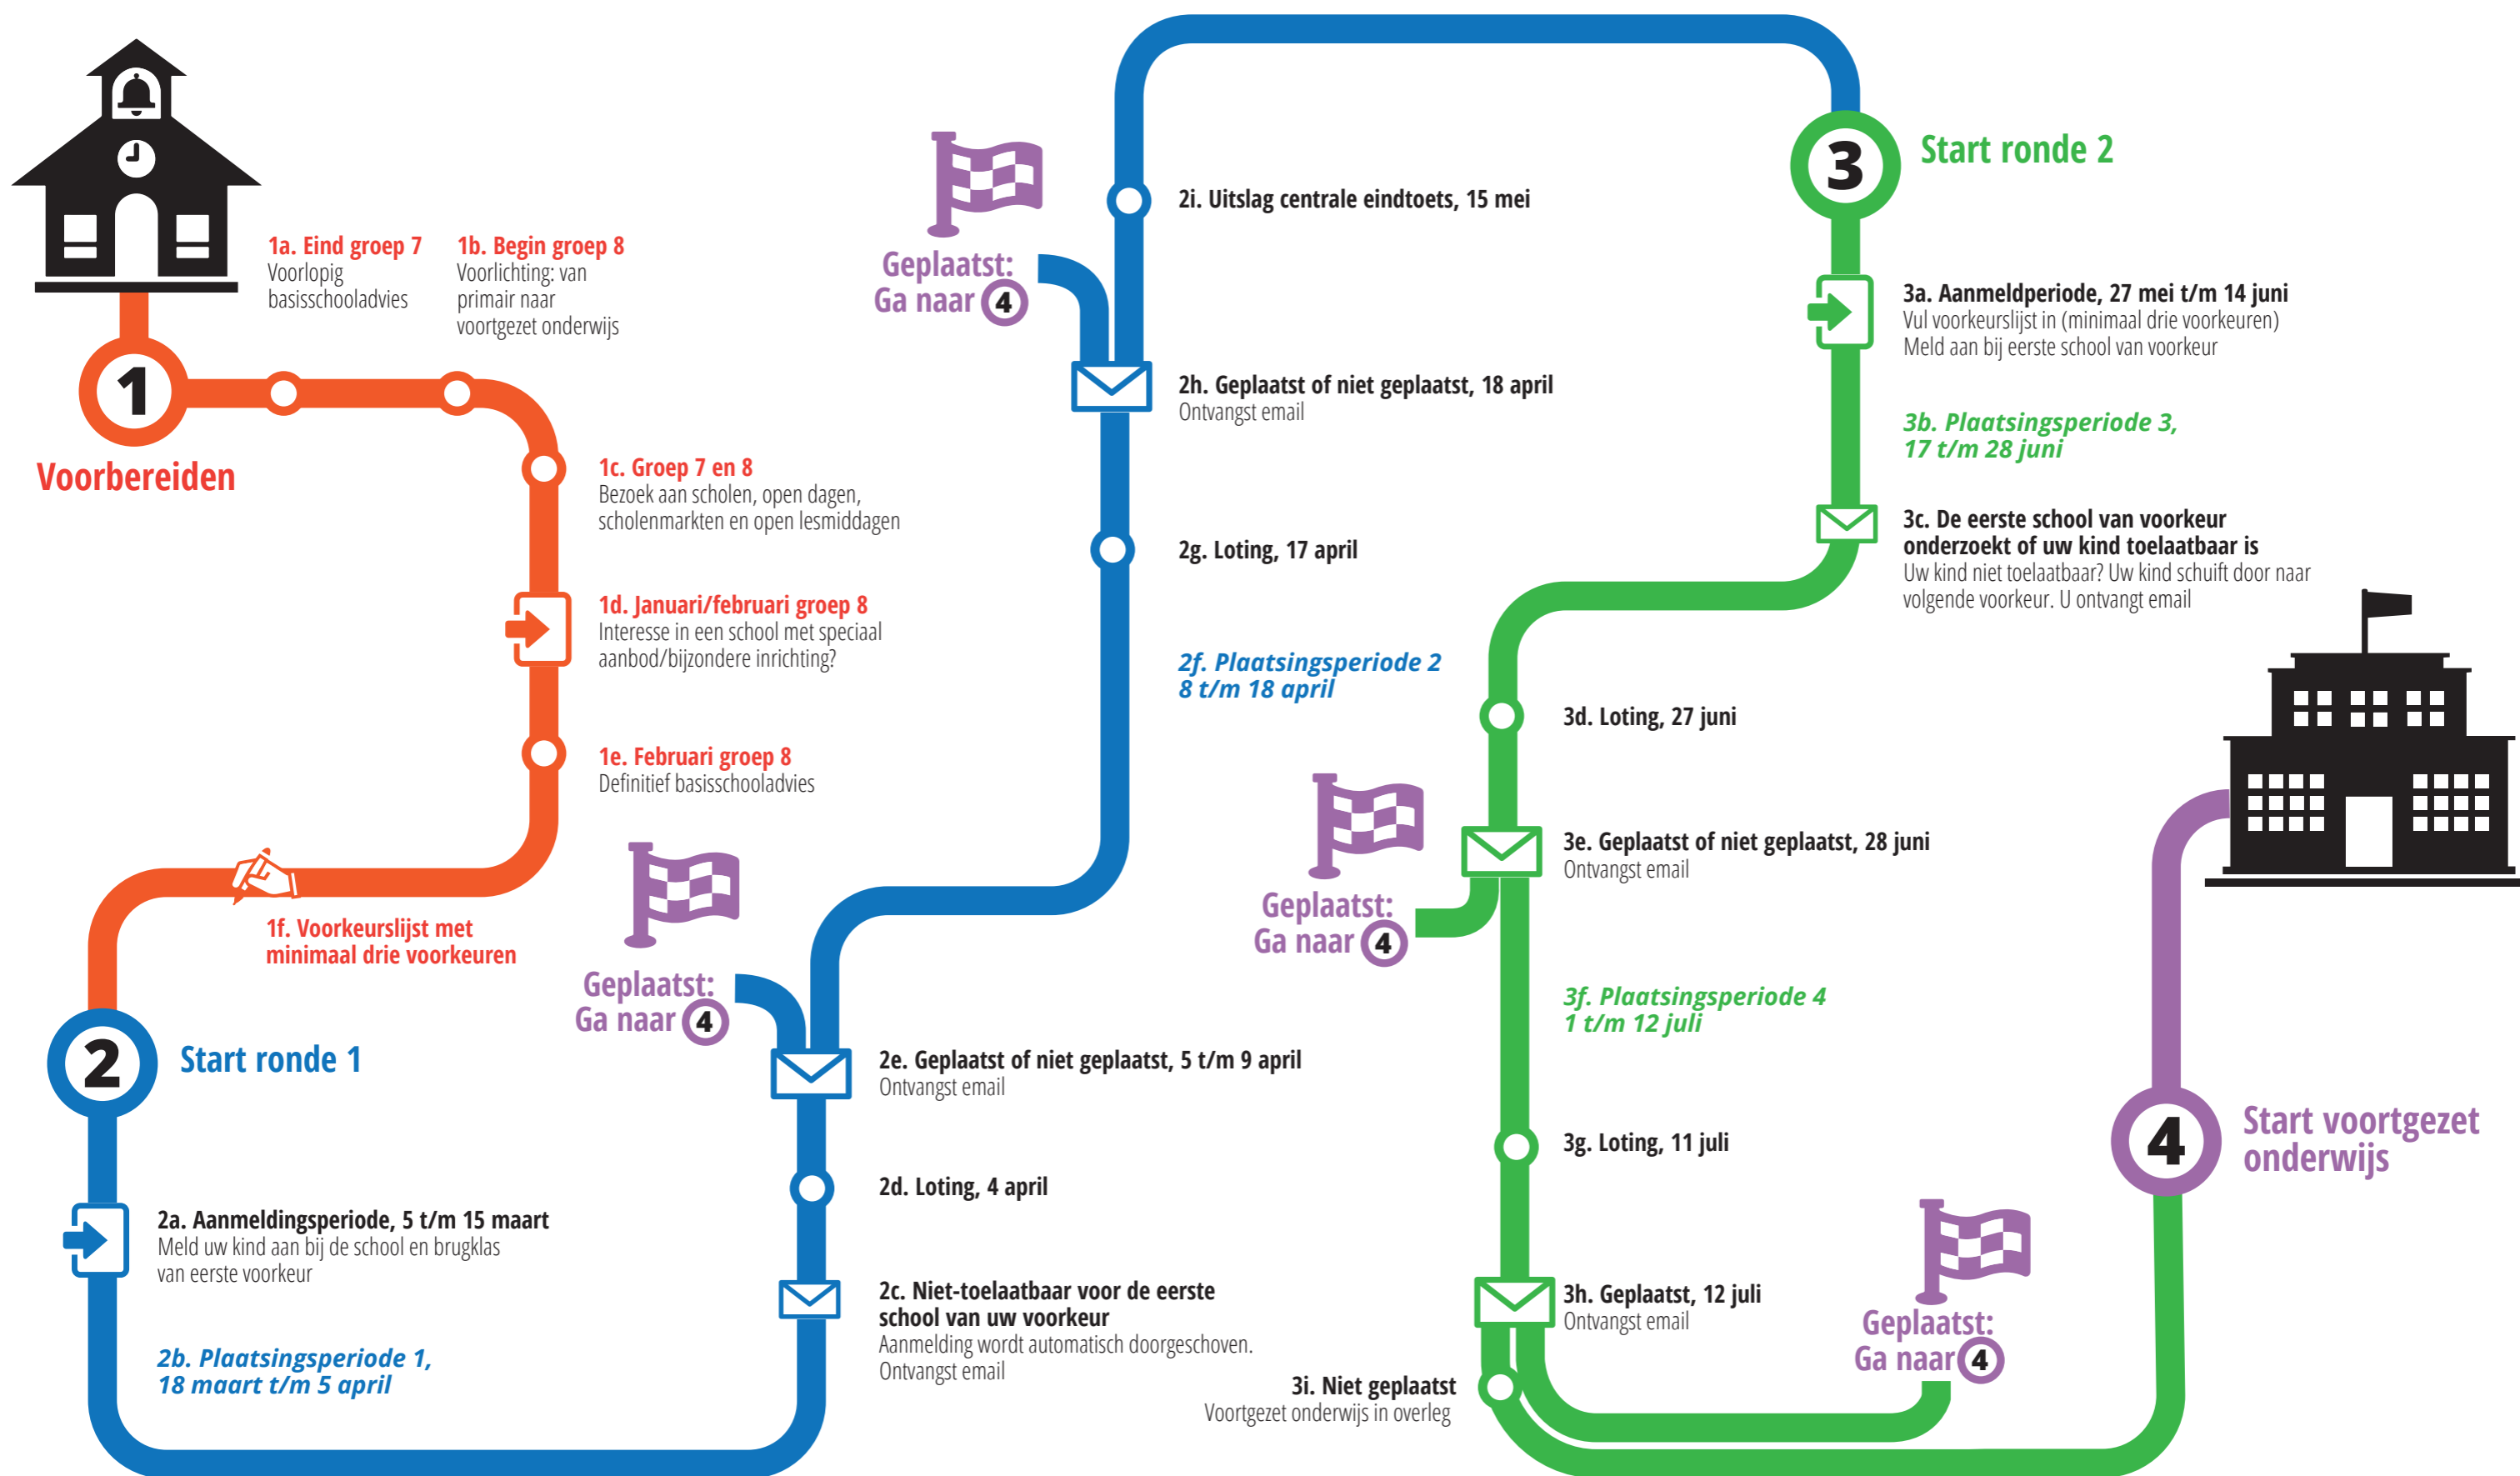 1
Voorbereiden
1a. Eind groep 7
Voorlopig
basisschooladvies
1b. Begin groep 8
Voorlichting: van
primair naar
voortgezet onderwijs
1c. Groep 7 en 8
Bezoek aan scholen, open dagen,
scholenmarkten en open lesmiddagen
1d. Januari/februari groep 8
Interesse in een school met speciaal
aanbod/bijzondere inrichting?
1e. Februari groep 8
Definitief basisschooladvies
1f. Voorkeurslijst met
minimaal drie voorkeuren
2
Start ronde 1
2a. Aanmeldingsperiode, 5 t/m 15 maart
Meld uw kind aan bij de school en brugklas
van eerste voorkeur
2b. Plaatsingsperiode 1,
18 maart t/m 5 april
2c. Niet-toelaatbaar voor de eerste
school van uw voorkeur
Aanmelding wordt automatisch doorgeschoven.
Ontvangst email
2d. Loting, 4 april
2e. Geplaatst of niet geplaatst, 5 t/m 9 april
Ontvangst email
Geplaatst:
Ga naar 4
2f. Plaatsingsperiode 2
8 t/m 18 april
2g. Loting, 17 april
2h. Geplaatst of niet geplaatst, 18 april
Ontvangst email
Geplaatst:
Ga naar 4
2i. Uitslag centrale eindtoets, 15 mei
3
Start ronde 2
3a. Aanmeldperiode, 27 mei t/m 14 juni
Vul voorkeurslijst in (minimaal drie voorkeuren)
Meld aan bij eerste school van voorkeur
3b. Plaatsingsperiode 3,
17 t/m 28 juni
3c. De eerste school van voorkeur
onderzoekt of uw kind toelaatbaar is
Uw kind niet toelaatbaar? Uw kind schuift door naar
volgende voorkeur. U ontvangt email
3d. Loting, 27 juni
3e. Geplaatst of niet geplaatst, 28 juni
Ontvangst email
Geplaatst:
Ga naar 4
3f. Plaatsingsperiode 4
1 t/m 12 juli
3g. Loting, 11 juli
3h. Geplaatst, 12 juli
Ontvangst email
Geplaatst:
Ga naar 4
3i. Niet geplaatst
Voortgezet onderwijs in overleg
4
Start voortgezet
onderwijs